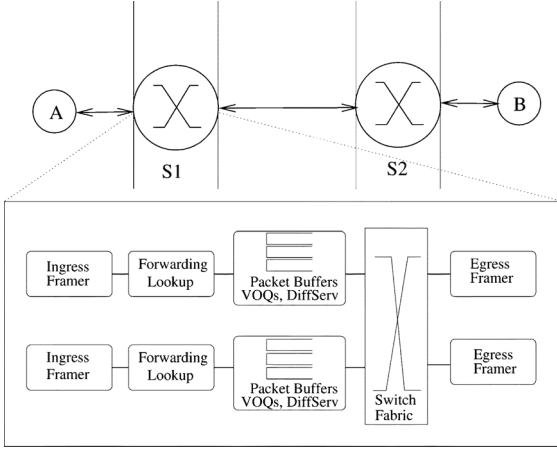 A
B
S1
S2
Ingress
Framer
Forwarding
Lookup
Packet Buffers
VOQs, DiffServ
Egress
Framer
Ingress
Framer
Forwarding
Lookup
Packet Buffers
VOQs, DiffServ
Switch
Fabric
Egress
Framer